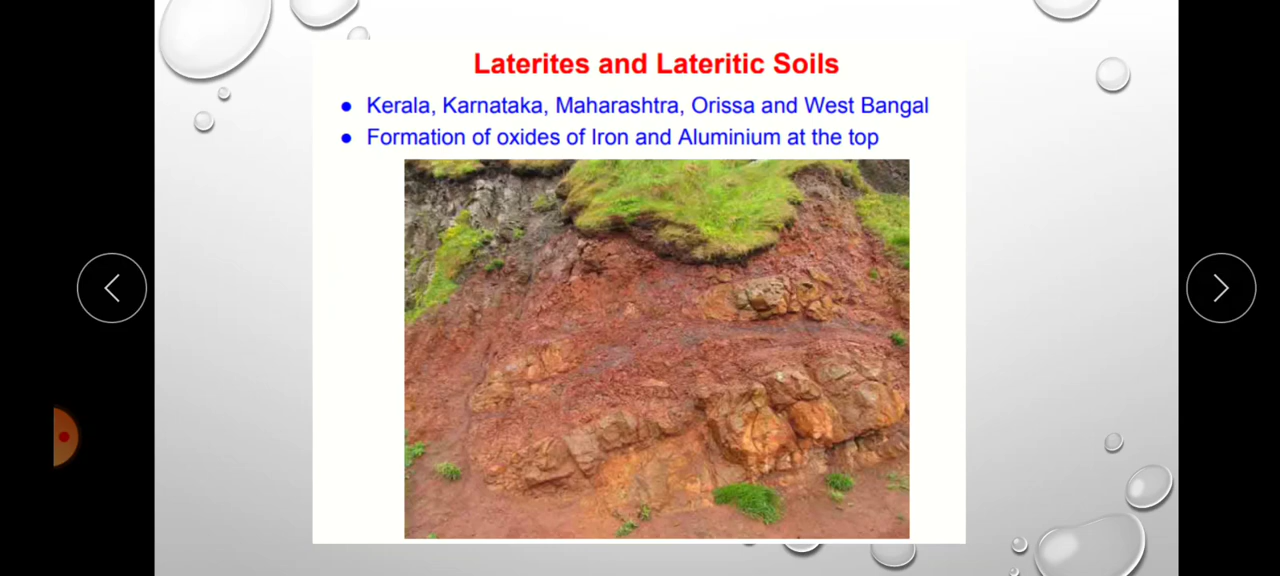 Laterites and Lateritic Soils
● Kerala, Karnataka, Maharashtra, Orissa and West Bangal
● Formation of oxides of Iron and Aluminium at the top